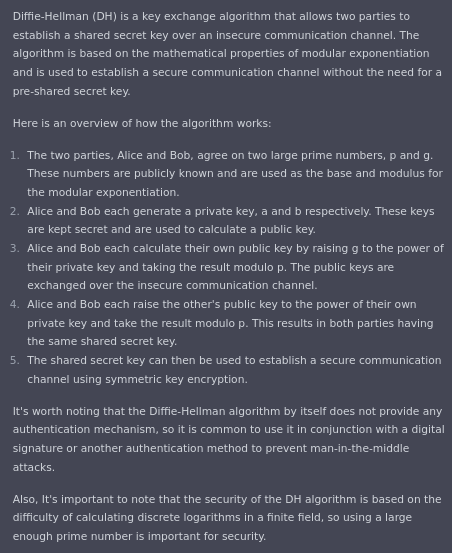 Diffie-Hellman (DH) is a key exchange algorithm that allows two parties to
establish a shared secret key over an insecure communication channel. The
algorithm is based on the mathematical properties of modular exponentiation
and is used to establish a secure communication channel without the need for a
pre-shared secret key.
Here is an overview of how the algorithm works:
1. The two parties, Alice and Bob, agree on two large prime numbers, p and g.
These numbers are publicly known and are used as the base and modulus for
the modular exponentiation.
2. Alice and Bob each generate a private key, a and b respectively. These keys
are kept secret and are used to calculate a public key.
3. Alice and Bob each calculate their own public key by raising g to the power of
their private key and taking the result modulo p. The public keys are
exchanged over the insecure communication channel.
4. Alice and Bob each raise the other's public key to the power of their own
private key and take the result modulo p. This results in both parties having
the same shared secret key.
5. The shared secret key can then be used to establish a secure communication
channel using symmetric key encryption.
It's worth noting that the Diffie-Hellman algorithm by itself does not provide any
authentication mechanism, so it is common to use it in conjunction with a digital
signature or another authentication method to prevent man-in-the-middle
attacks.
Also, It's important to note that the security of the DH algorithm is based on the
difficulty of calculating discrete logarithms in a finite field, so using a large
enough prime number is important for security.